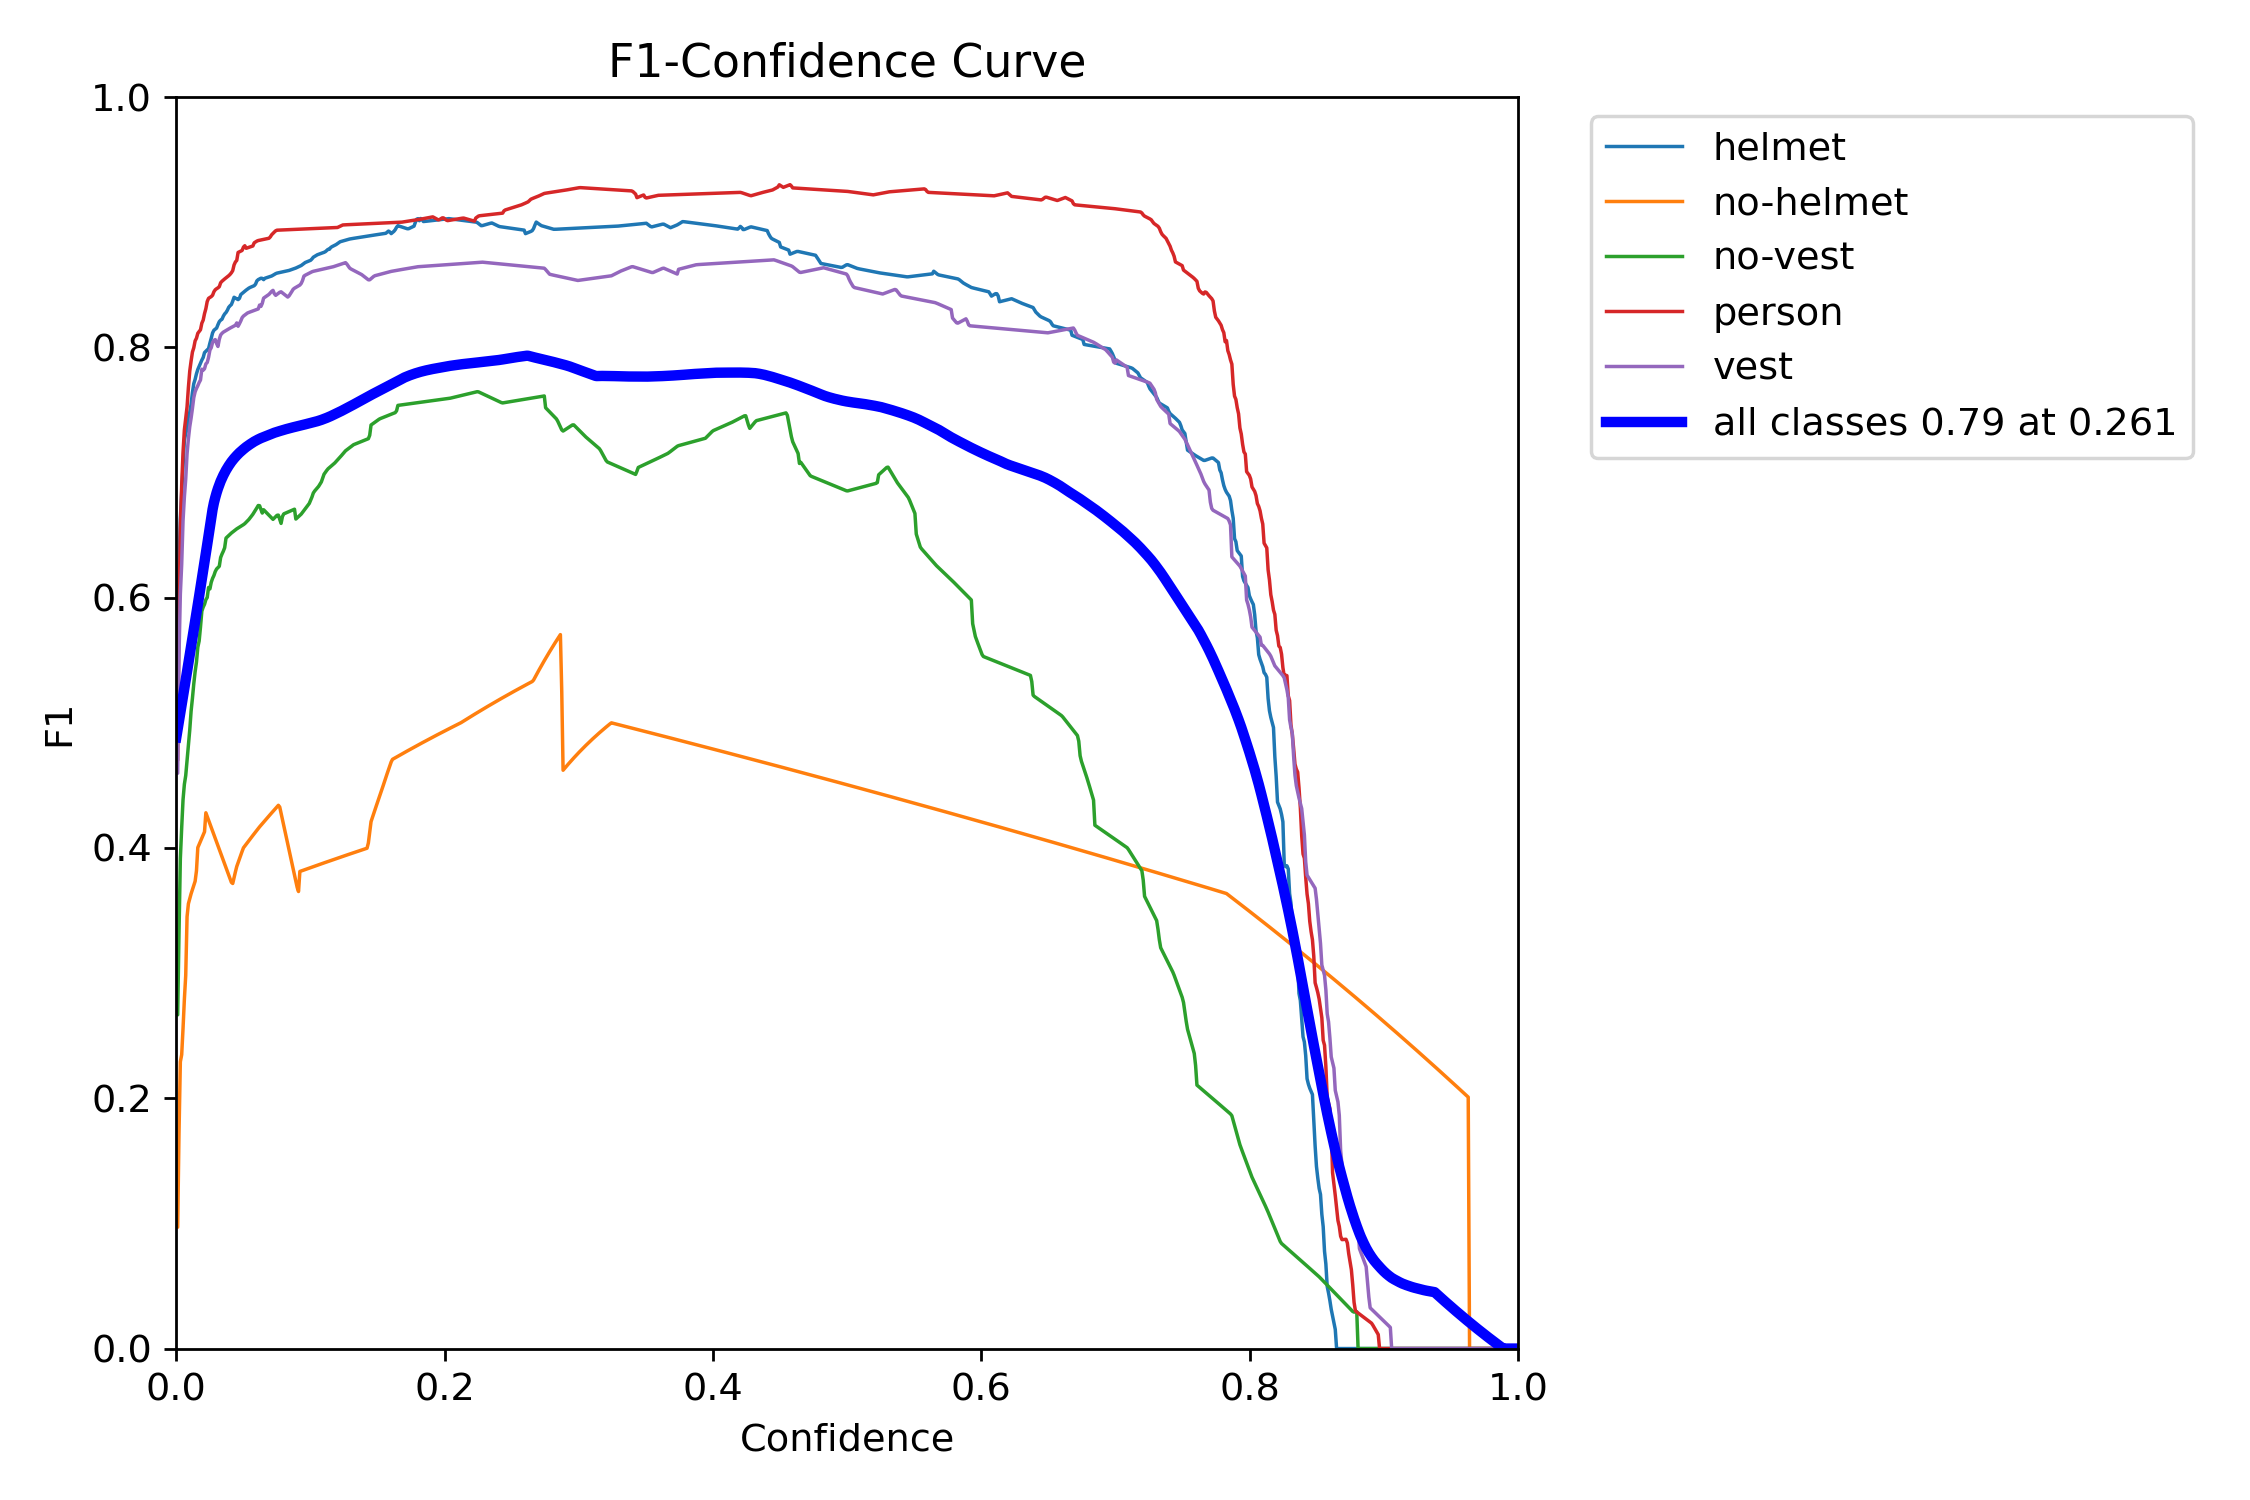 F1-Confidence Curve
1.0
0.8
0.6
0.4
0.2
0.0
F1
0.0 0.2 0.4 0.6 0.8 1.0
Confidence
helmet
no-helmet
no-vest
person
vest
all classes 0.79 at 0.261